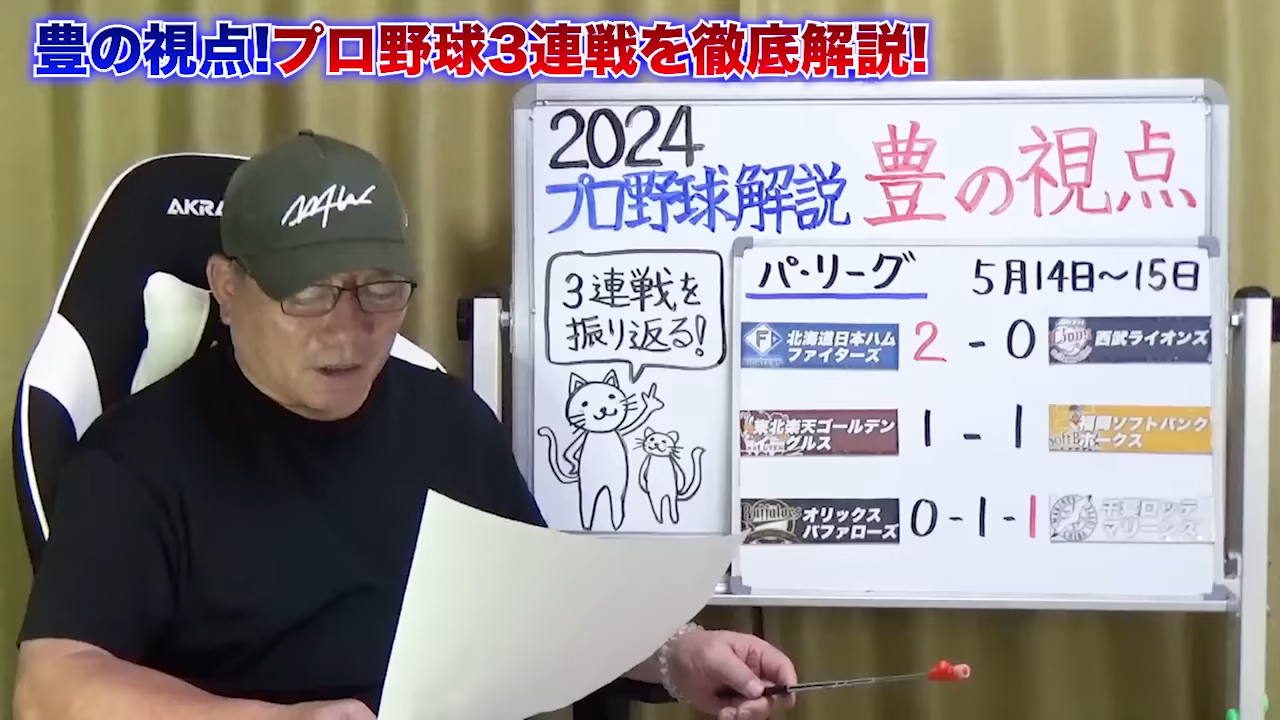 豊の視点!プロ野球3連戦を徹底解説!
2024
プロ野球解説 豊の視点
3連戦を
振り返る!
パ・リーグ 5月14日〜15日
北海道日本ハム
ファイターズ
2 - 0
西武ライオンズ
東北楽天ゴールデン
グルス
1 - 1
福岡ソフトバンク
ホークス
Buffaloes
オリックス
バファローズ
0 - 1 - 1
千葉ロッテ
マリーンズ
AKRA